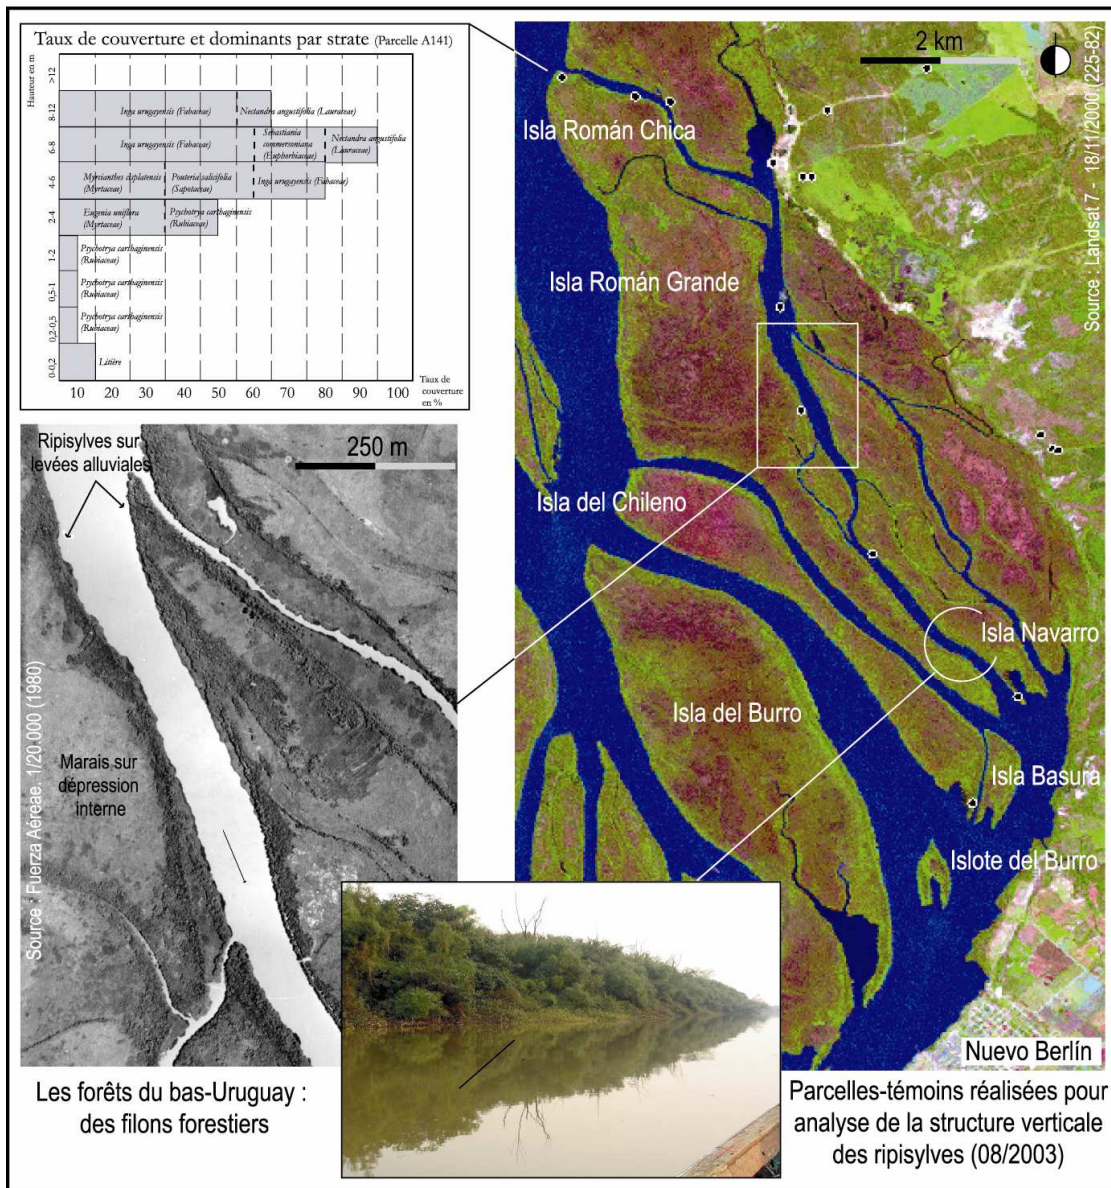 Taux de couverture et dominants par strate (Parcelle A141)
Hauteur en m
>12
8-12
Inga urugayensis (Fabaceae)
Nectandra angustifolia (Lauraceae)
6-8
Inga urugayensis (Fabaceae)
Sebastiania
commersoniana
(Euphorbiaceae)
Nectandra angustifolia
(Lauraceae)
4-6
Myrsianthes cisplatensis
(Myrtaceae)
Pouteria salicifolia
(Sapotaceae)
Inga urugayensis (Fabaceae)
2-4
Eugenia uniflora
(Myrtaceae)
Psychotrya carthaginensis
(Rubiaceae)
1-2
Psychotrya carthaginensis
(Rubiaceae)
0,5-1
Psychotrya carthaginensis
(Rubiaceae)
0,2-0,5
Psychotrya carthaginensis
(Rubiaceae)
0-0,2
Litière
10 20 30 40 50 60 70 80 90 100
Taux de
couverture
en %
2 km
Isla Román Chica
Isla Román Grande
Isla del Chileno
Isla Navarro
Isla del Burro
Isla Basura
Islote del Burro
Nuevo Berlín
Source : Landsat 7 - 18/11/2000 (225-82)
Ripisylves sur
levées alluviales
250 m
Marais sur
dépression
interne
Source : Fuerza Aéreae. 1/20.000 (1980)
Les forêts du bas-Uruguay :
des filons forestiers
Parcelles-témoins réalisées pour
analyse de la structure verticale
des ripisylves (08/2003)